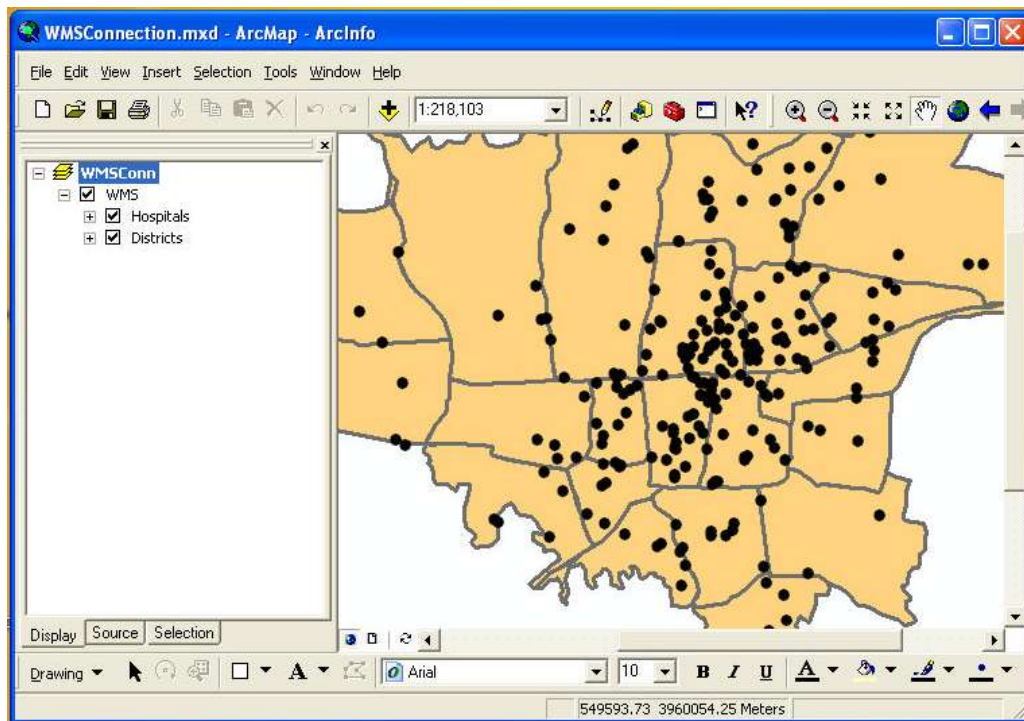 WMSConnection.mxd - ArcMap - ArcInfo
File Edit View Insert Selection Tools Window Help
1:218,103
WMSConn
WMS
Hospitals
Districts
Display Source Selection
Drawing A Arial 10 B I U A
549593.73 3960054.25 Meters